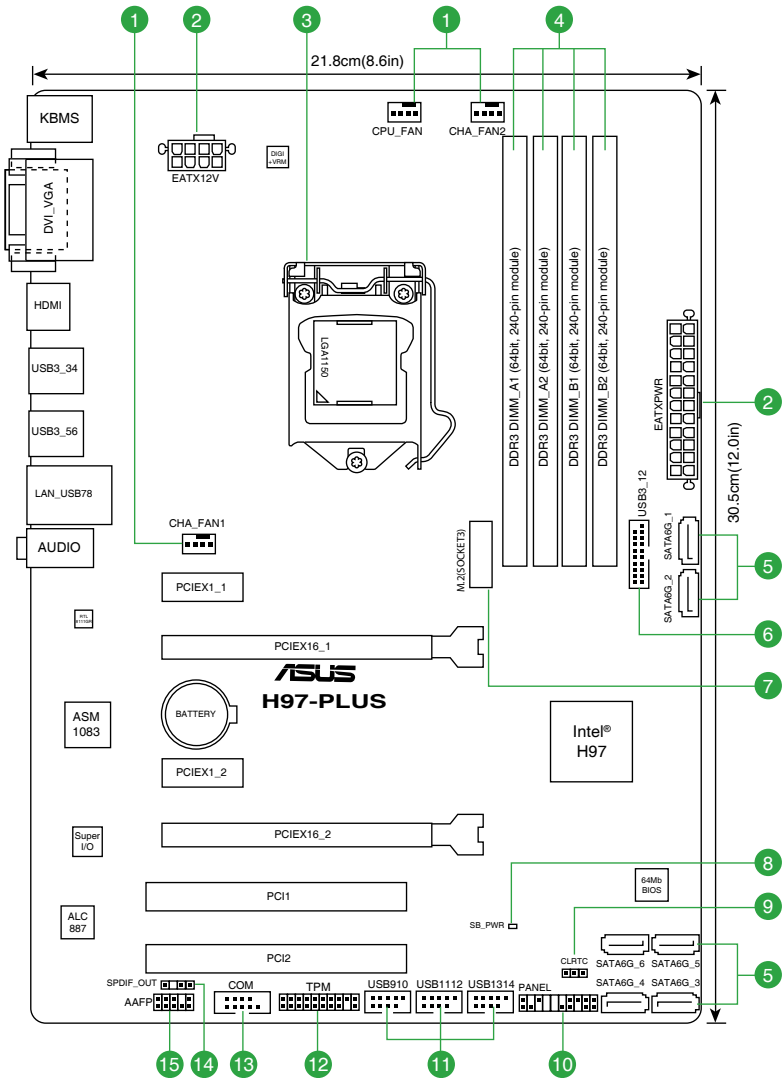 1
2
3
1
4
21.8cm(8.6in)
KBMS
CPU_FAN
CHA_FAN2
DIGI
+VRM
EATX12V
DVI_VGA
HDMI
LGA1150
DDR3 DIMM_A1 (64bit, 240-pin module)
DDR3 DIMM_A2 (64bit, 240-pin module)
DDR3 DIMM_B1 (64bit, 240-pin module)
DDR3 DIMM_B2 (64bit, 240-pin module)
EATXPWR
2
30.5cm(12.0in)
USB3_34
USB3_56
LAN_USB78
AUDIO
1
CHA_FAN1
USB3_12
SATA6G_1
SATA6G_2
5
M.2(SOCKET3)
PCIEX1_1
6
RTL
8111GR
PCIEX16_1
7
ASUS
H97-PLUS
ASM
1083
BATTERY
Intel®
H97
PCIEX1_2
Super
I/O
PCIEX16_2
8
64Mb
BIOS
PCI1
9
ALC
887
SB_PWR
CLRTC
SATA6G_6
SATA6G_5
5
PCI2
SPDIF_OUT
AAFP
COM
TPM
USB910
USB1112
USB1314
PANEL
SATA6G_4
SATA6G_3
15
14
13
12
11
10